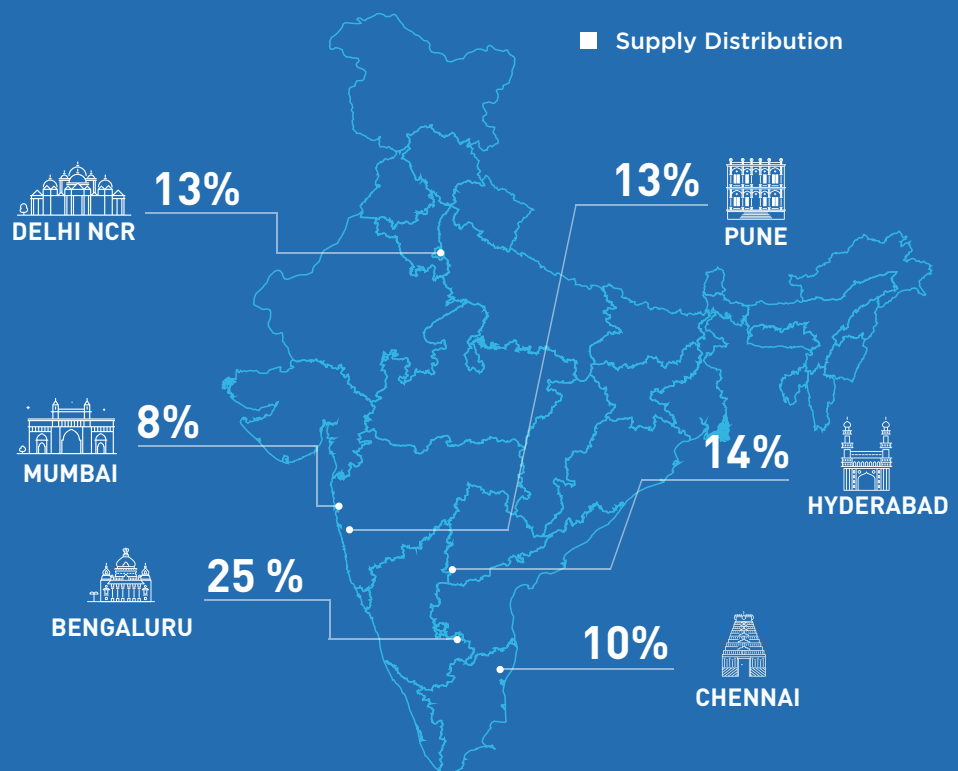 Supply Distribution
13%
DELHI NCR
13%
PUNE
8%
MUMBAI
14%
HYDERABAD
25 %
BENGALURU
10%
CHENNAI